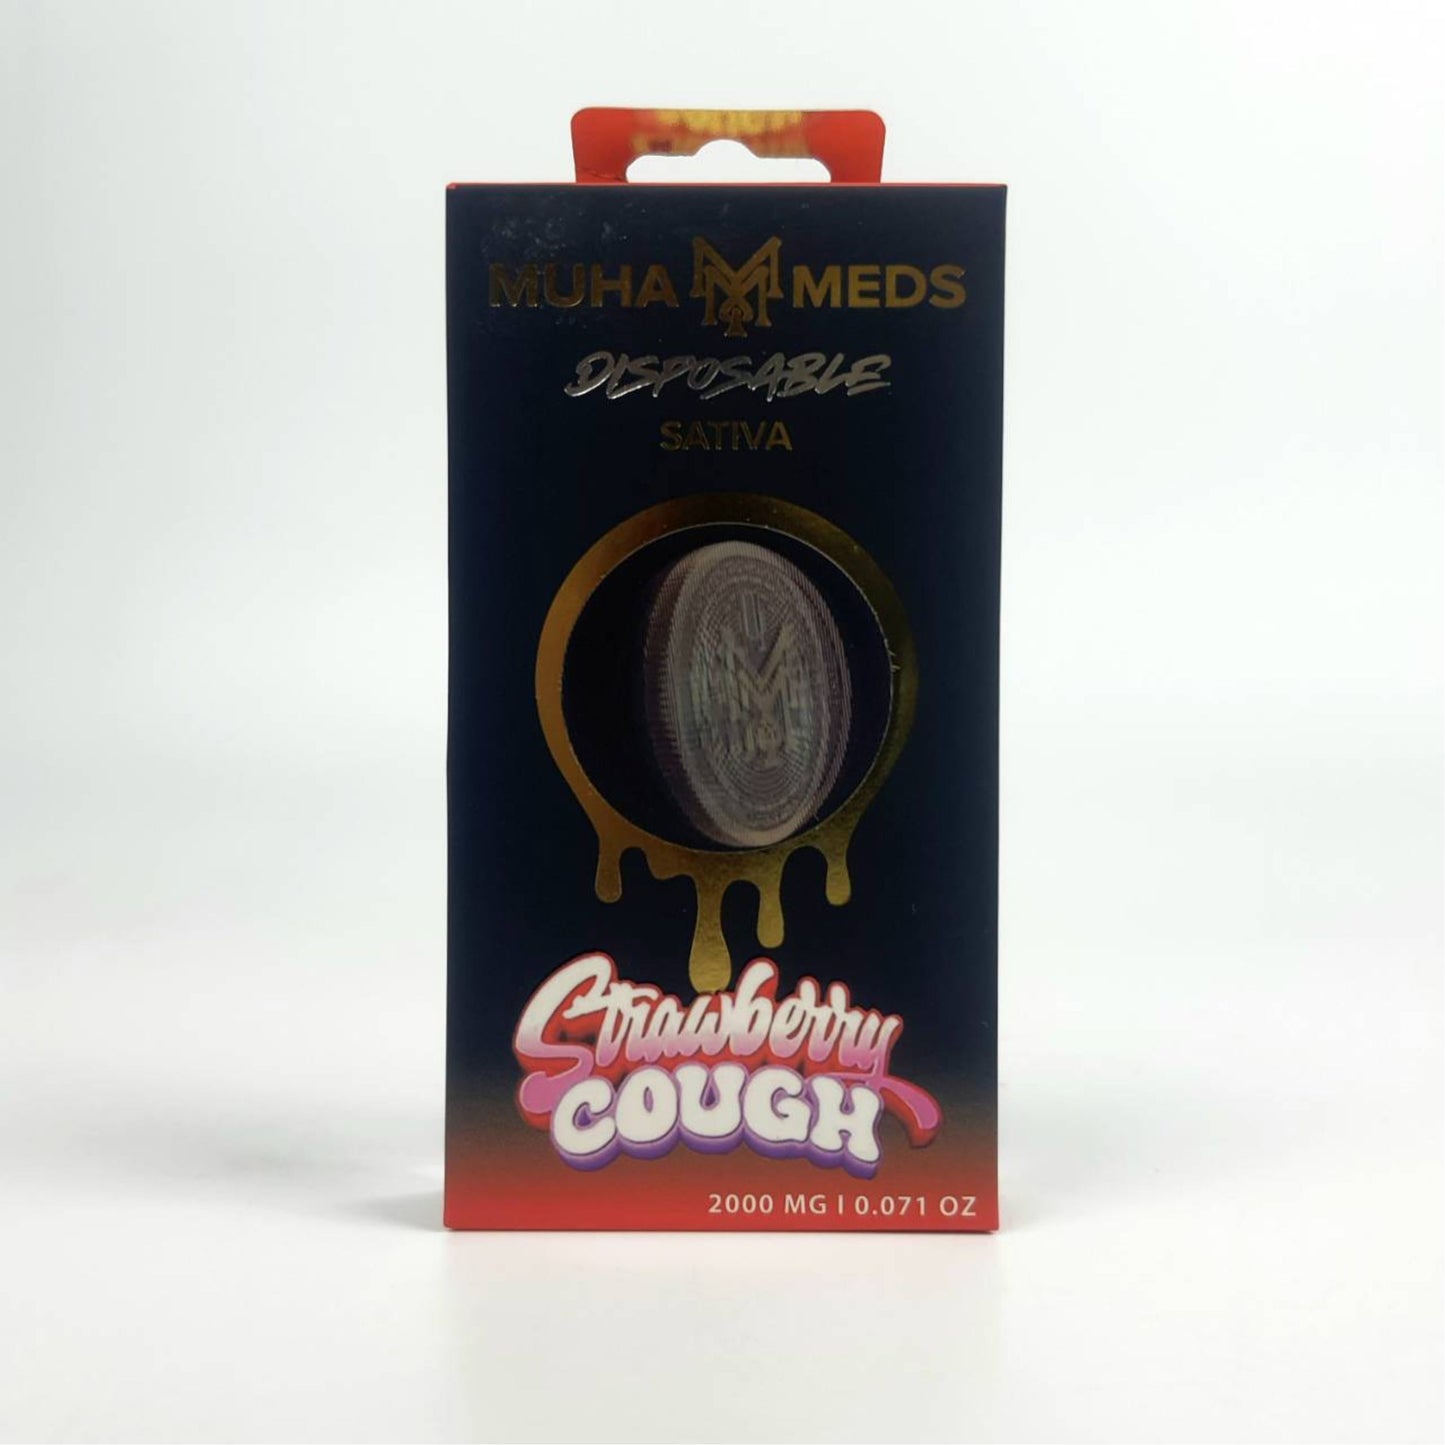 MUHA MEDS
DISPOSABLE
SATIVA
Strawberry
COUGH
2000 MG | 0.071 OZ